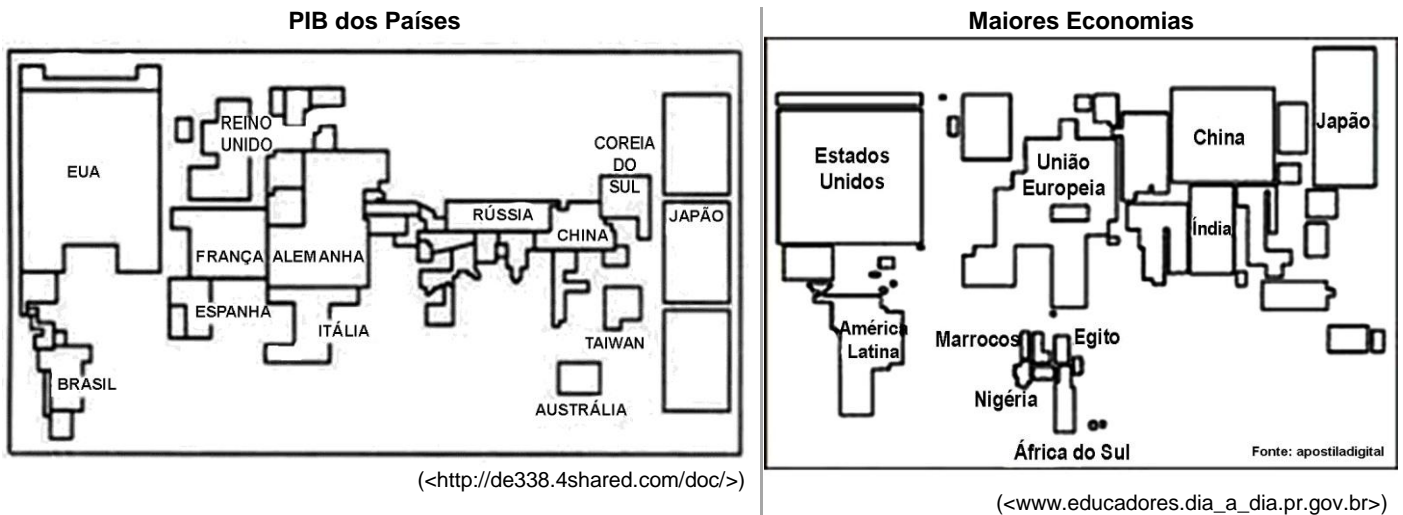 PIB dos Países
EUA
REINO
UNIDO
FRANÇA
ALEMANHA
ESPANHA
ITÁLIA
BRASIL
RÚSSIA
CHINA
COREIA
DO
SUL
JAPÃO
TAIWAN
AUSTRÁLIA
(<http://de338.4shared.com/doc/>)
Maiores Economias
Estados
Unidos
União
Europeia
China
Japão
Índia
América
Latina
Marrocos
Egito
Nigéria
África do Sul
Fonte: apostiladigital
(<www.educadores.dia_a_dia.pr.gov.br>)